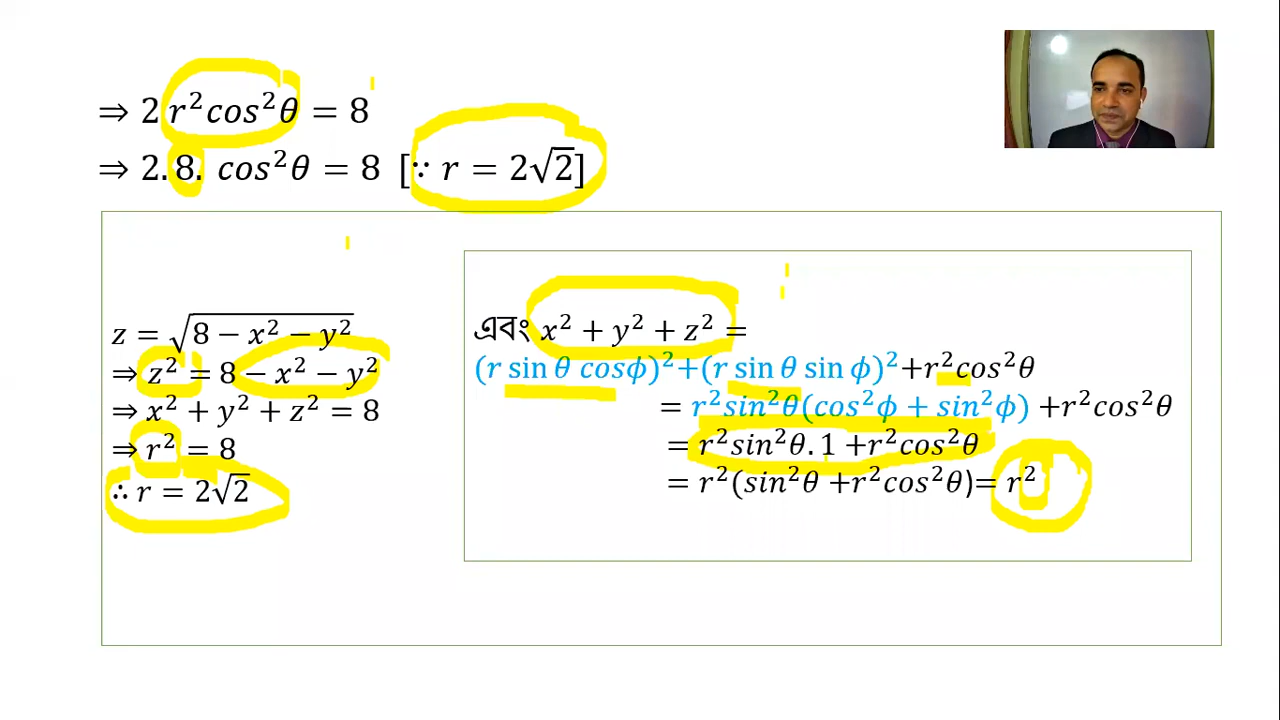 ⇒ 2 r²cos²θ = 8
⇒ 2.8. cos²θ = 8 [∵ r = 2√2]
z = √(8 − x² − y²)
⇒ z² = 8 − x² − y²
⇒ x² + y² + z² = 8
⇒ r² = 8
∴ r = 2√2
এবং x² + y² + z² =
(r sin θ cosϕ)²+(r sinθ sin ϕ)²+r²cos²θ
= r²sin²θ(cos²ϕ + sin²ϕ) +r²cos²θ
= r²sin²θ.1 +r²cos²θ
= r²(sin²θ +r²cos²θ)= r²